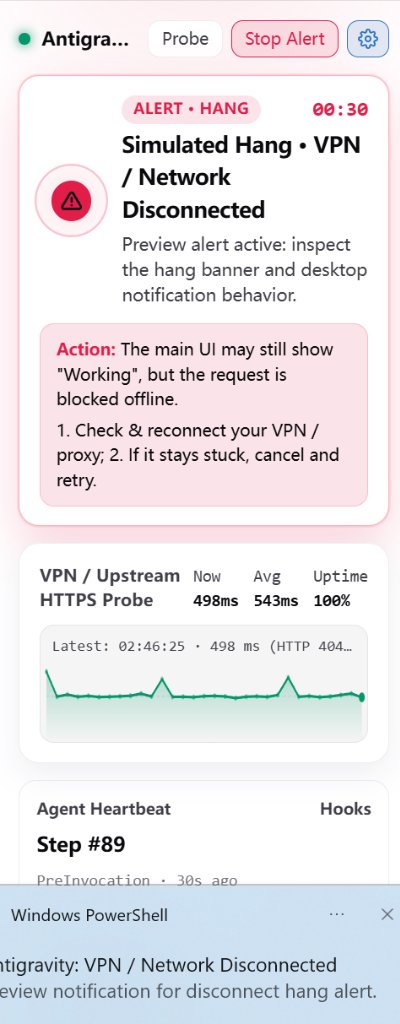 Antigra...
Probe
Stop Alert
ALERT • HANG
00:30
Simulated Hang • VPN
/ Network
Disconnected
Preview alert active: inspect
the hang banner and desktop
notification behavior.
Action: The main UI may still show
"Working", but the request is
blocked offline.
1. Check & reconnect your VPN /
proxy; 2. If it stays stuck, cancel and
retry.
VPN / Upstream
HTTPS Probe
Now
Avg
Uptime
498ms
543ms
100%
Latest: 02:46:25 · 498 ms (HTTP 404…
Agent Heartbeat
Hooks
Step #89
PreInvocation · 30s ago
Windows PowerShell
ntigravity: VPN / Network Disconnected
eview notification for disconnect hang alert.